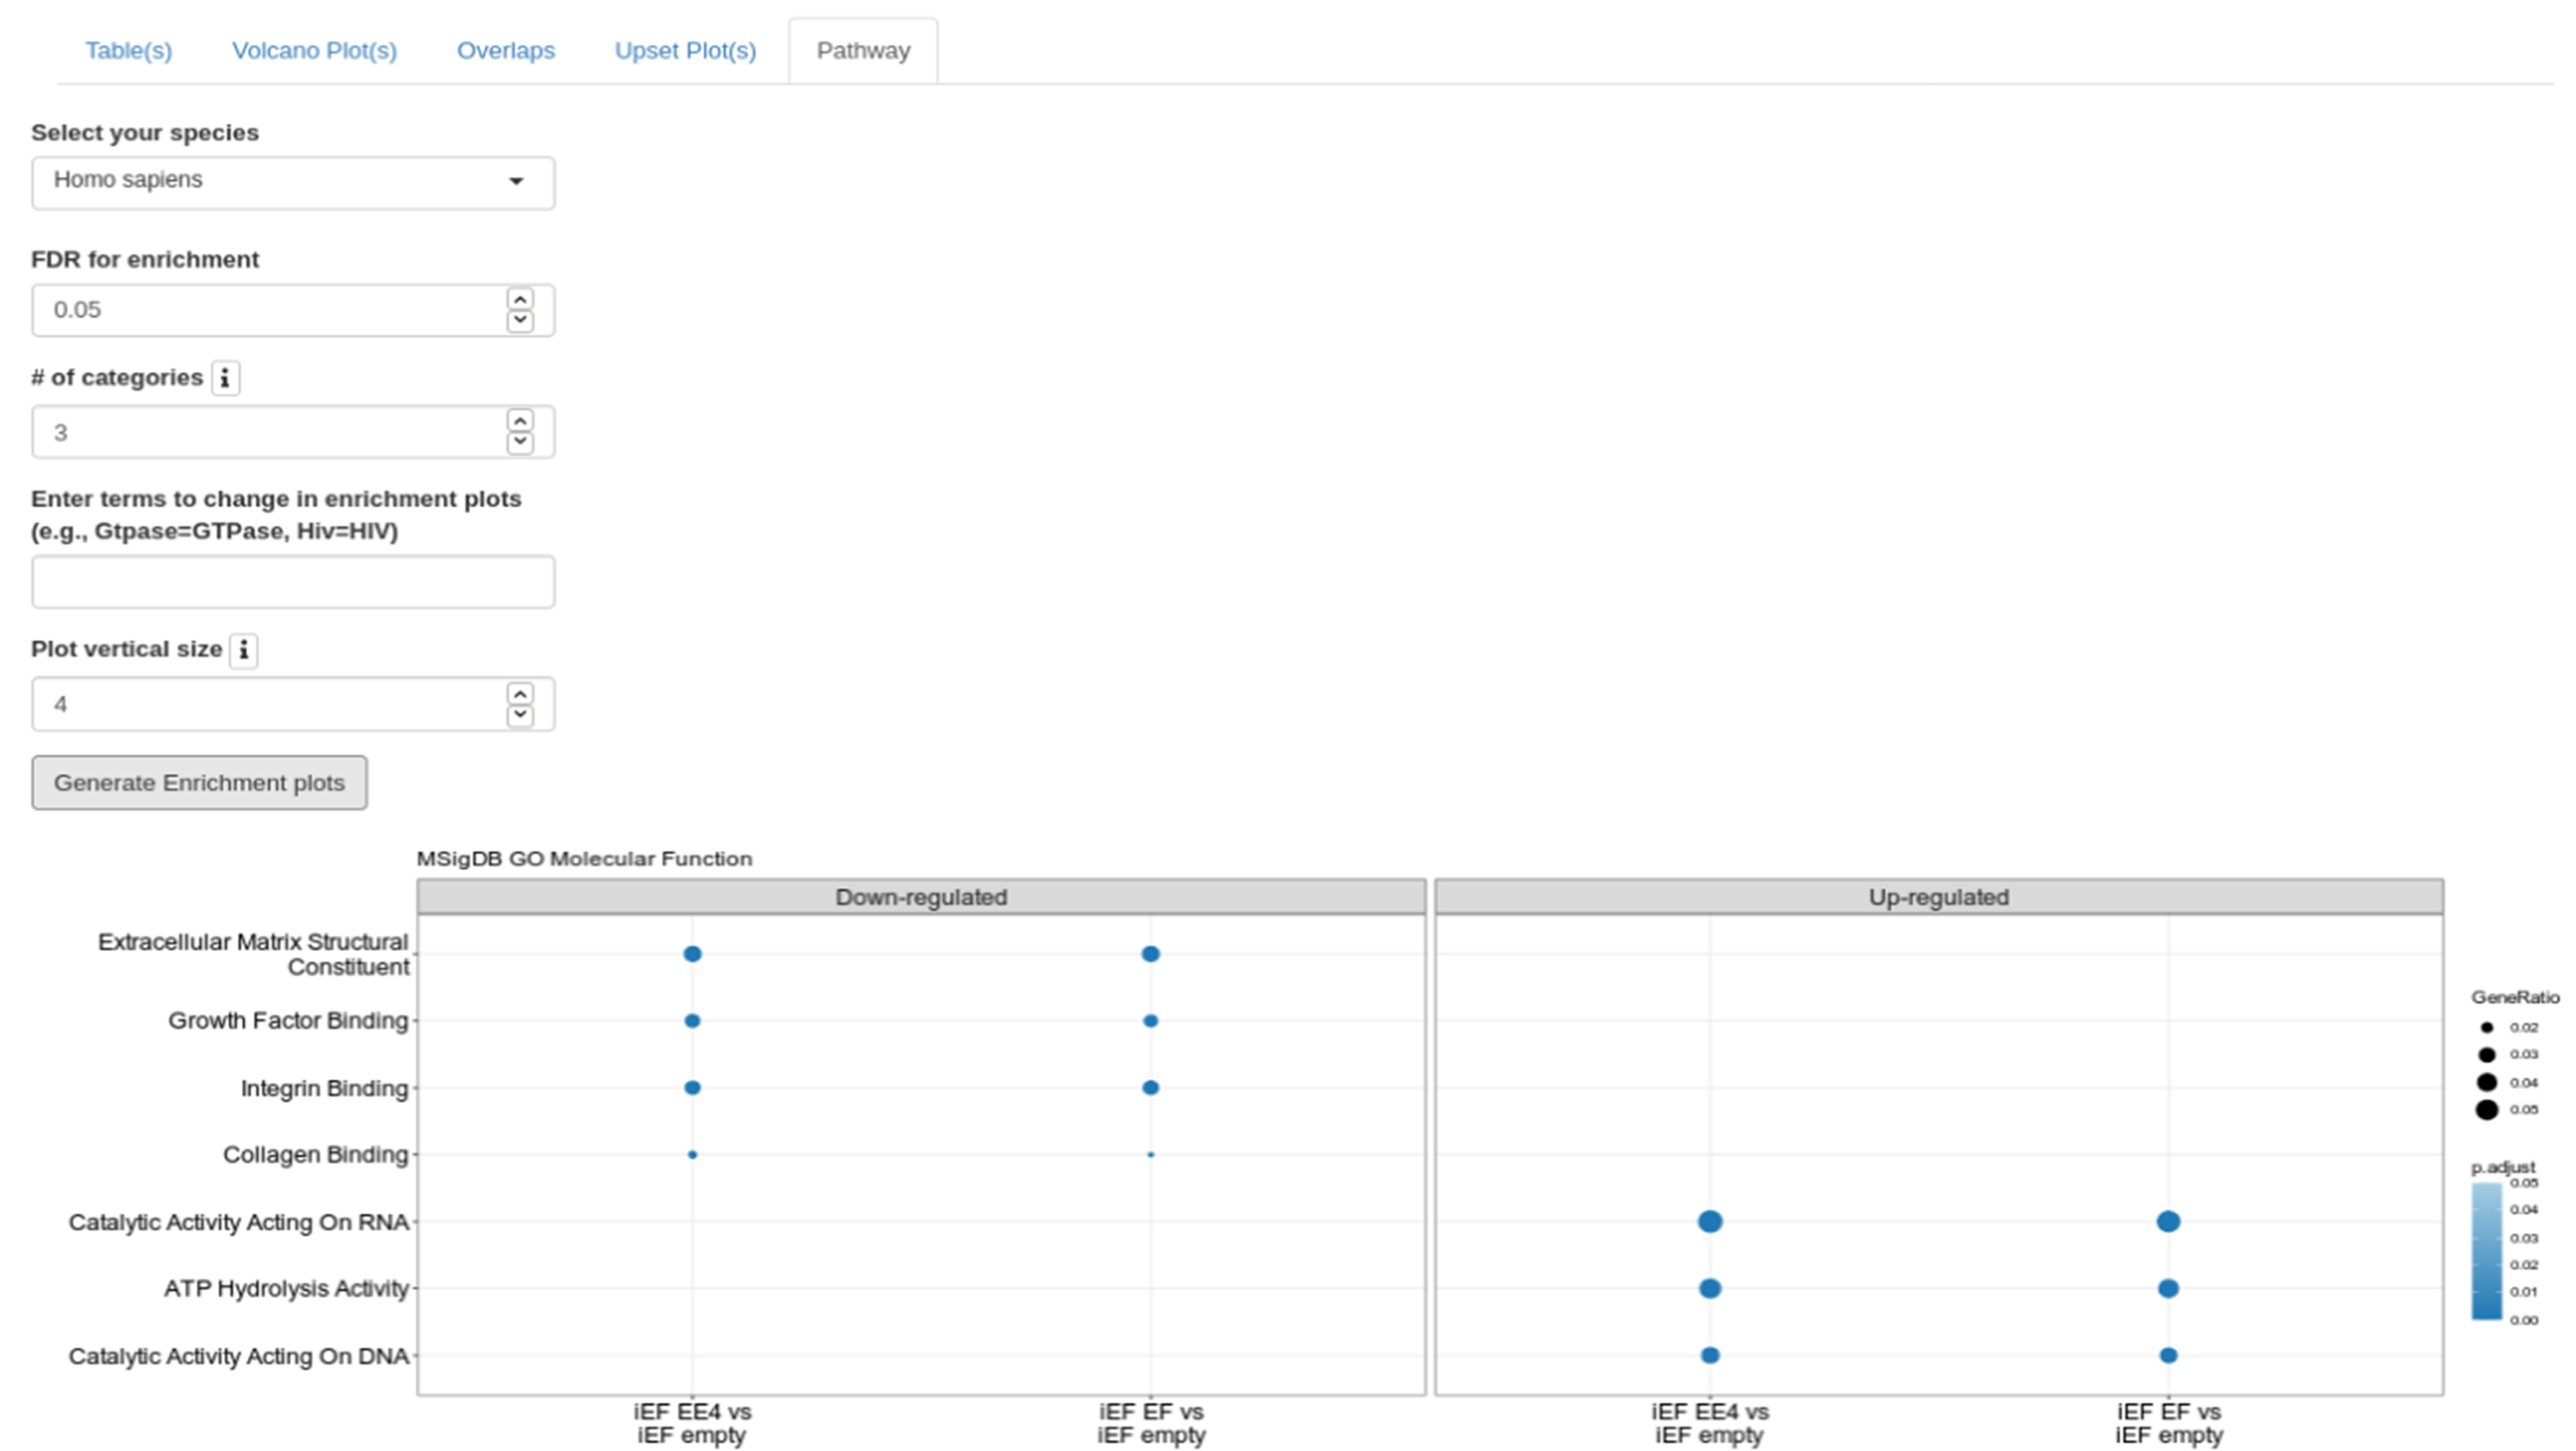 Table(s) Volcano Plot(s) Overlaps Upset Plot(s) Pathway
Select your species
Homo sapiens
FDR for enrichment
0.05
# of categories i
3
Enter terms to change in enrichment plots
(e.g., Gtpase=GTPase, Hiv=HIV)
Plot vertical size i
4
Generate Enrichment plots
MSigDB GO Molecular Function
Down-regulated Up-regulated
Extracellular Matrix Structural
Constituent
Growth Factor Binding
Integrin Binding
Collagen Binding
Catalytic Activity Acting On RNA
ATP Hydrolysis Activity
Catalytic Activity Acting On DNA
iEF EE4 vs
iEF empty
iEF EF vs
iEF empty
iEF EE4 vs
iEF empty
iEF EF vs
iEF empty
GeneRatio
0.02
0.03
0.04
0.05
p.adjust
0.05
0.04
0.03
0.02
0.01
0.00